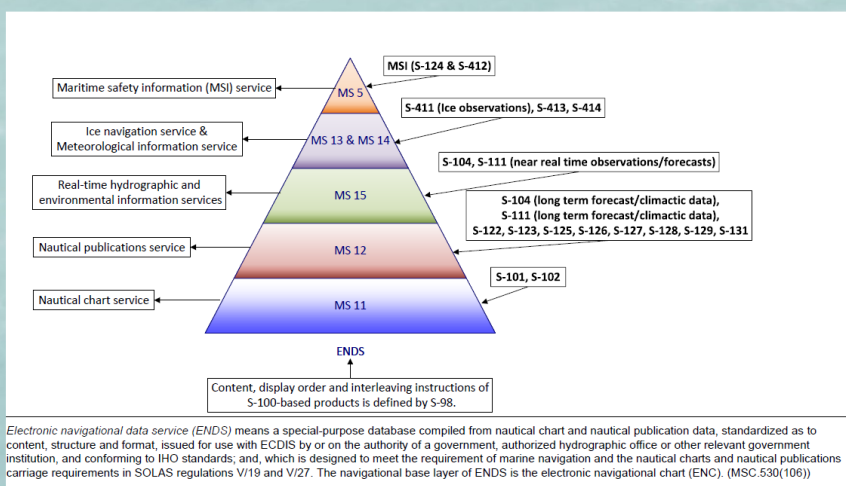 MSI (S-124 & S-412)
Maritime safety information (MSI) service
MS 5
S-411 (Ice observations), S-413, S-414
Ice navigation service &
Meteorological information service
MS 13 & MS 14
S-104, S-111 (near real time observations/forecasts)
Real-time hydrographic and
environmental information services
MS 15
S-104 (long term forecast/climactic data),
S-111 (long term forecast/climactic data),
S-122, S-123, S-125, S-126, S-127, S-128, S-129, S-131
Nautical publications service
MS 12
S-101, S-102
Nautical chart service
MS 11
ENDS
Content, display order and interleaving instructions of
S-100-based products is defined by S-98.
Electronic navigational data service (ENDS) means a special-purpose database compiled from nautical chart and nautical publication data, standardized as to
content, structure and format, issued for use with ECDIS by or on the authority of a government, authorized hydrographic office or other relevant government
institution, and conforming to IHO standards; and, which is designed to meet the requirement of marine navigation and the nautical charts and nautical publications
carriage requirements in SOLAS regulations V/19 and V/27. The navigational base layer of ENDS is the electronic navigational chart (ENC). (MSC.530(106))